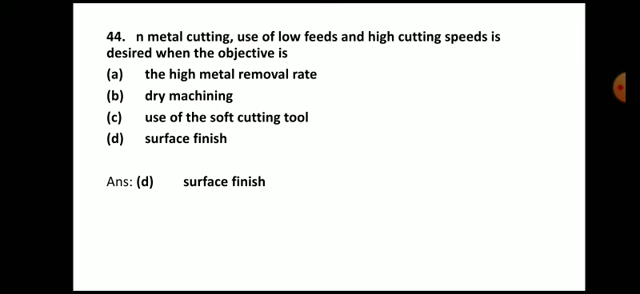 44. n metal cutting, use of low feeds and high cutting speeds is
desired when the objective is
(a) the high metal removal rate
(b) dry machining
(c) use of the soft cutting tool
(d) surface finish
Ans: (d) surface finish